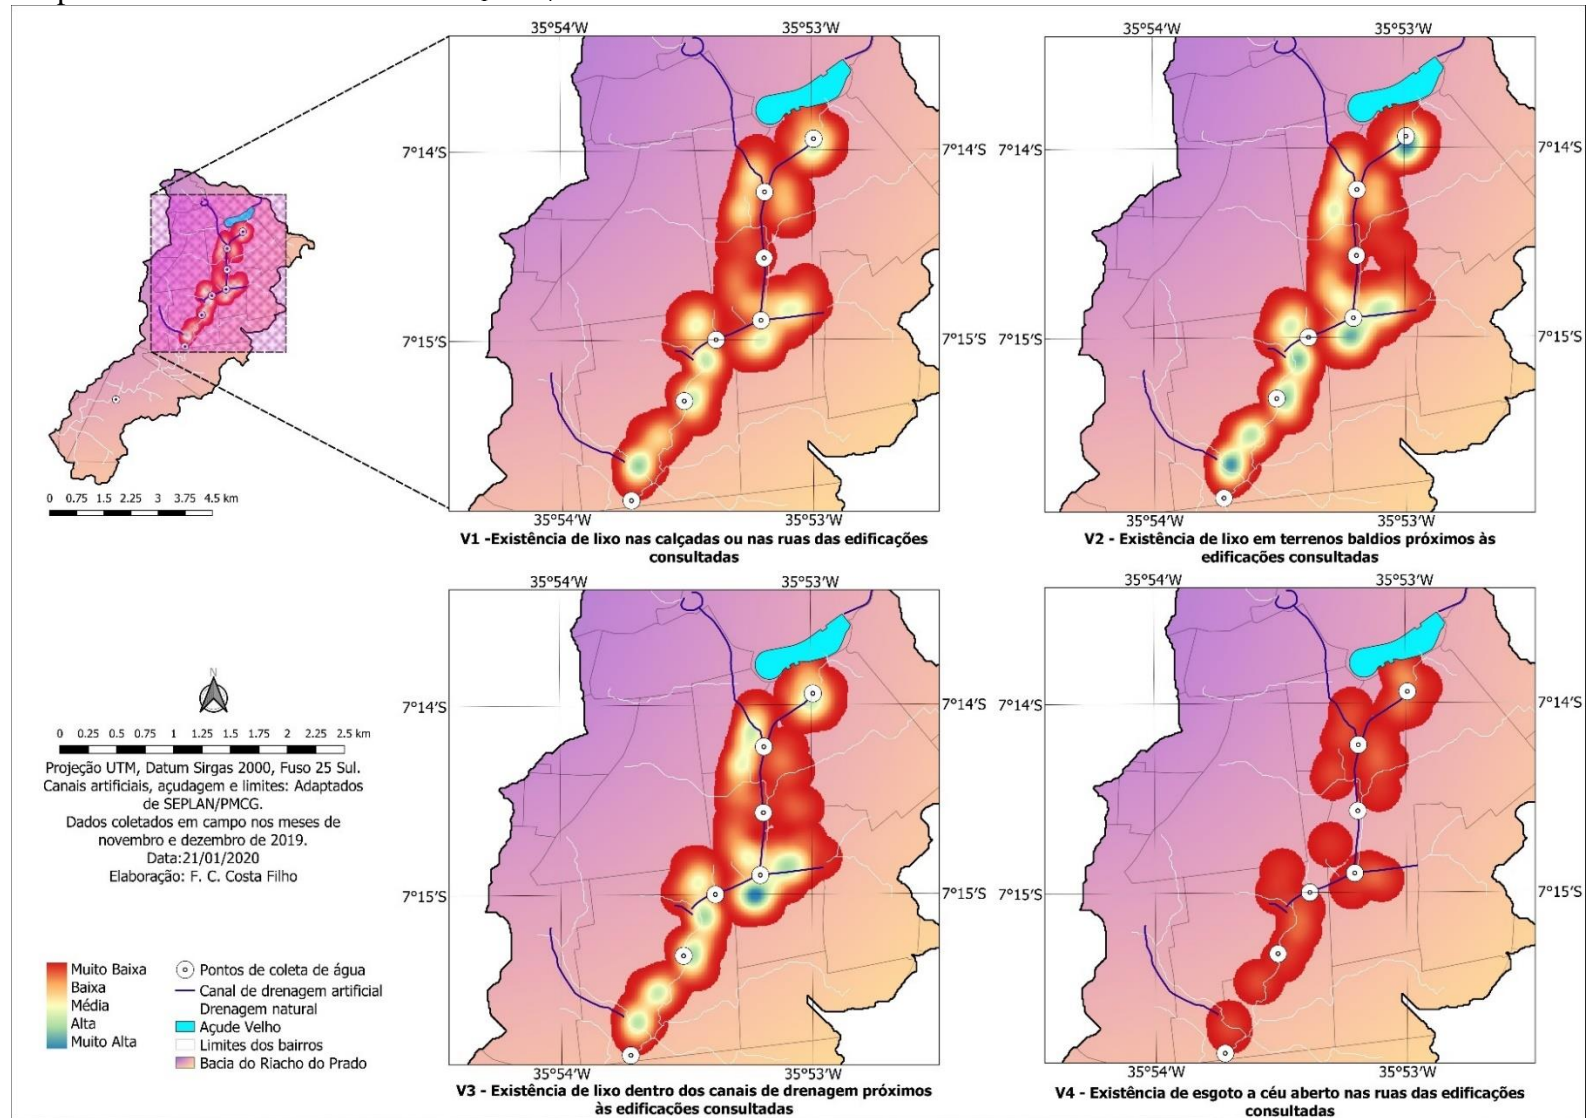 35°54'W
35°53'W
35°54'W
35°53'W
7°14'S
7°14'S
7°14'S
7°15'S
7°15'S
7°15'S
0 0.75 1.5 2.25 3 3.75 4.5 km
35°54'W
35°53'W
35°54'W
35°53'W
V1 -Existência de lixo nas calçadas ou nas ruas das edificações
consultadas
V2 - Existência de lixo em terrenos baldios próximos às
edificações consultadas
35°54'W
35°53'W
35°54'W
35°53'W
N
7°14'S
7°14'S
7°14'S
7°14'S
0 0.25 0.5 0.75 1 1.25 1.5 1.75 2 2.25 2.5 km
Projeção UTM, Datum Sirgas 2000, Fuso 25 Sul.
Canais artificiais, açudagem e limites: Adaptados
de SEPLAN/PMCG.
Dados coletados em campo nos meses de
novembro e dezembro de 2019.
Data:21/01/2020
Elaboração: F. C. Costa Filho
7°15'S
7°15'S
7°15'S
7°15'S
Muito Baixa
Baixa
Média
Alta
Muito Alta
Pontos de coleta de água
Canal de drenagem artificial
Drenagem natural
Açude Velho
Limites dos bairros
Bacia do Riacho do Prado
35°54'W
35°53'W
35°54'W
35°53'W
V3 - Existência de lixo dentro dos canais de drenagem próximos
às edificações consultadas
V4 - Existência de esgoto a céu aberto nas ruas das edificações
consultadas